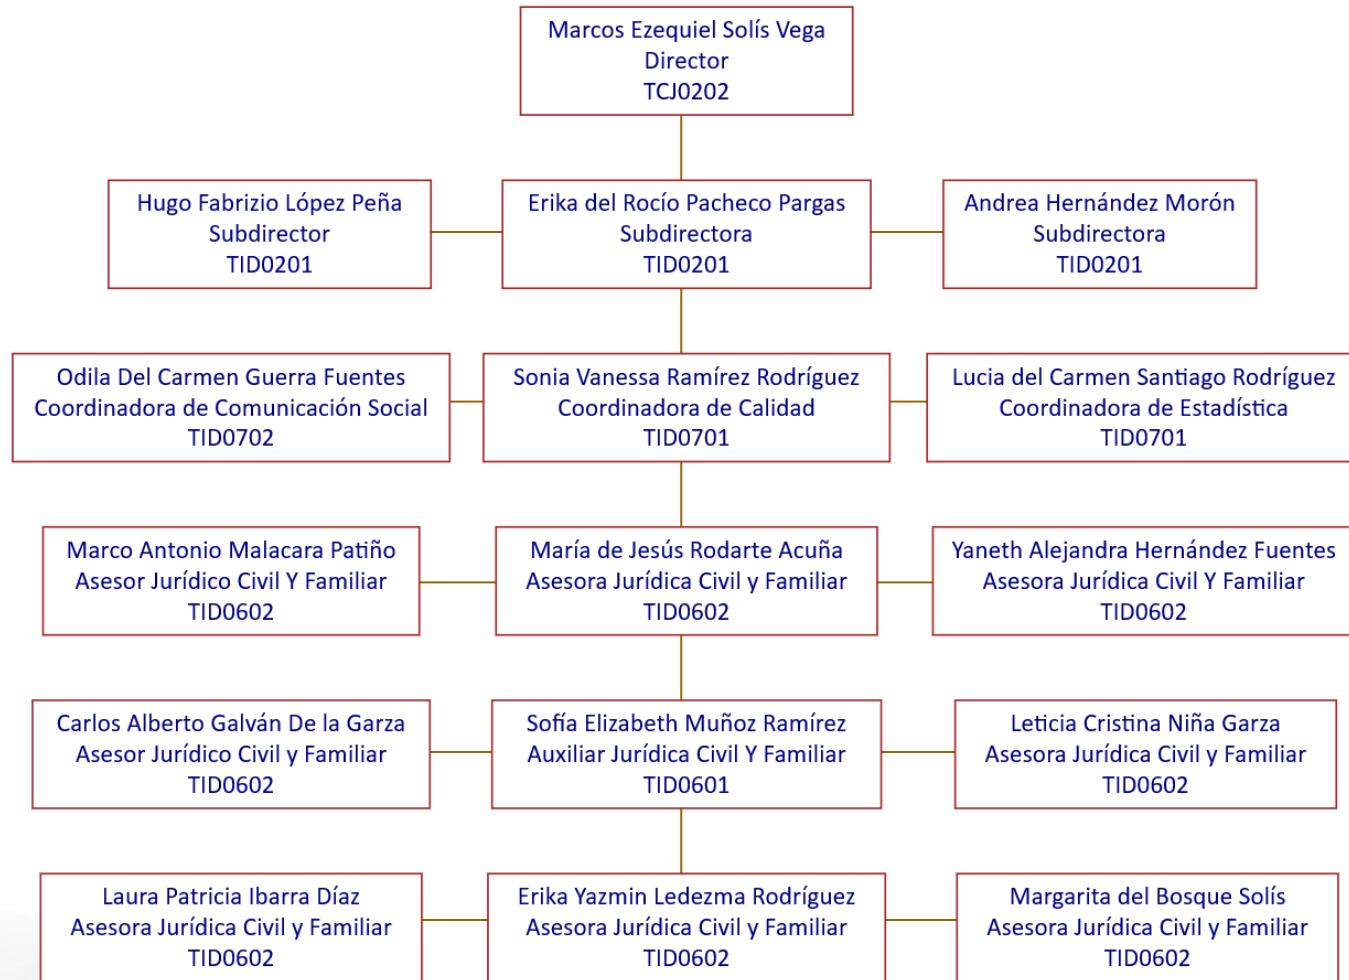 Marcos Ezequiel Solís Vega
Director
TCJ0202
Hugo Fabrizio López Peña
Subdirector
TID0201
Erika del Rocío Pacheco Pargas
Subdirectora
TID0201
Andrea Hernández Morón
Subdirectora
TID0201
Odila Del Carmen Guerra Fuentes
Coordinadora de Comunicación Social
TID0702
Sonia Vanessa Ramírez Rodríguez
Coordinadora de Calidad
TID0701
Lucia del Carmen Santiago Rodríguez
Coordinadora de Estadística
TID0701
Marco Antonio Malacara Patiño
Asesor Jurídico Civil Y Familiar
TID0602
María de Jesús Rodarte Acuña
Asesora Jurídica Civil y Familiar
TID0602
Yaneth Alejandra Hernández Fuentes
Asesora Jurídica Civil Y Familiar
TID0602
Carlos Alberto Galván De la Garza
Asesor Jurídico Civil y Familiar
TID0602
Sofía Elizabeth Muñoz Ramírez
Auxiliar Jurídica Civil Y Familiar
TID0601
Leticia Cristina Niña Garza
Asesora Jurídica Civil y Familiar
TID0602
Laura Patricia Ibarra Díaz
Asesora Jurídica Civil y Familiar
TID0602
Erika Yazmin Ledezma Rodríguez
Asesora Jurídica Civil y Familiar
TID0602
Margarita del Bosque Solís
Asesora Jurídica Civil y Familiar
TID0602